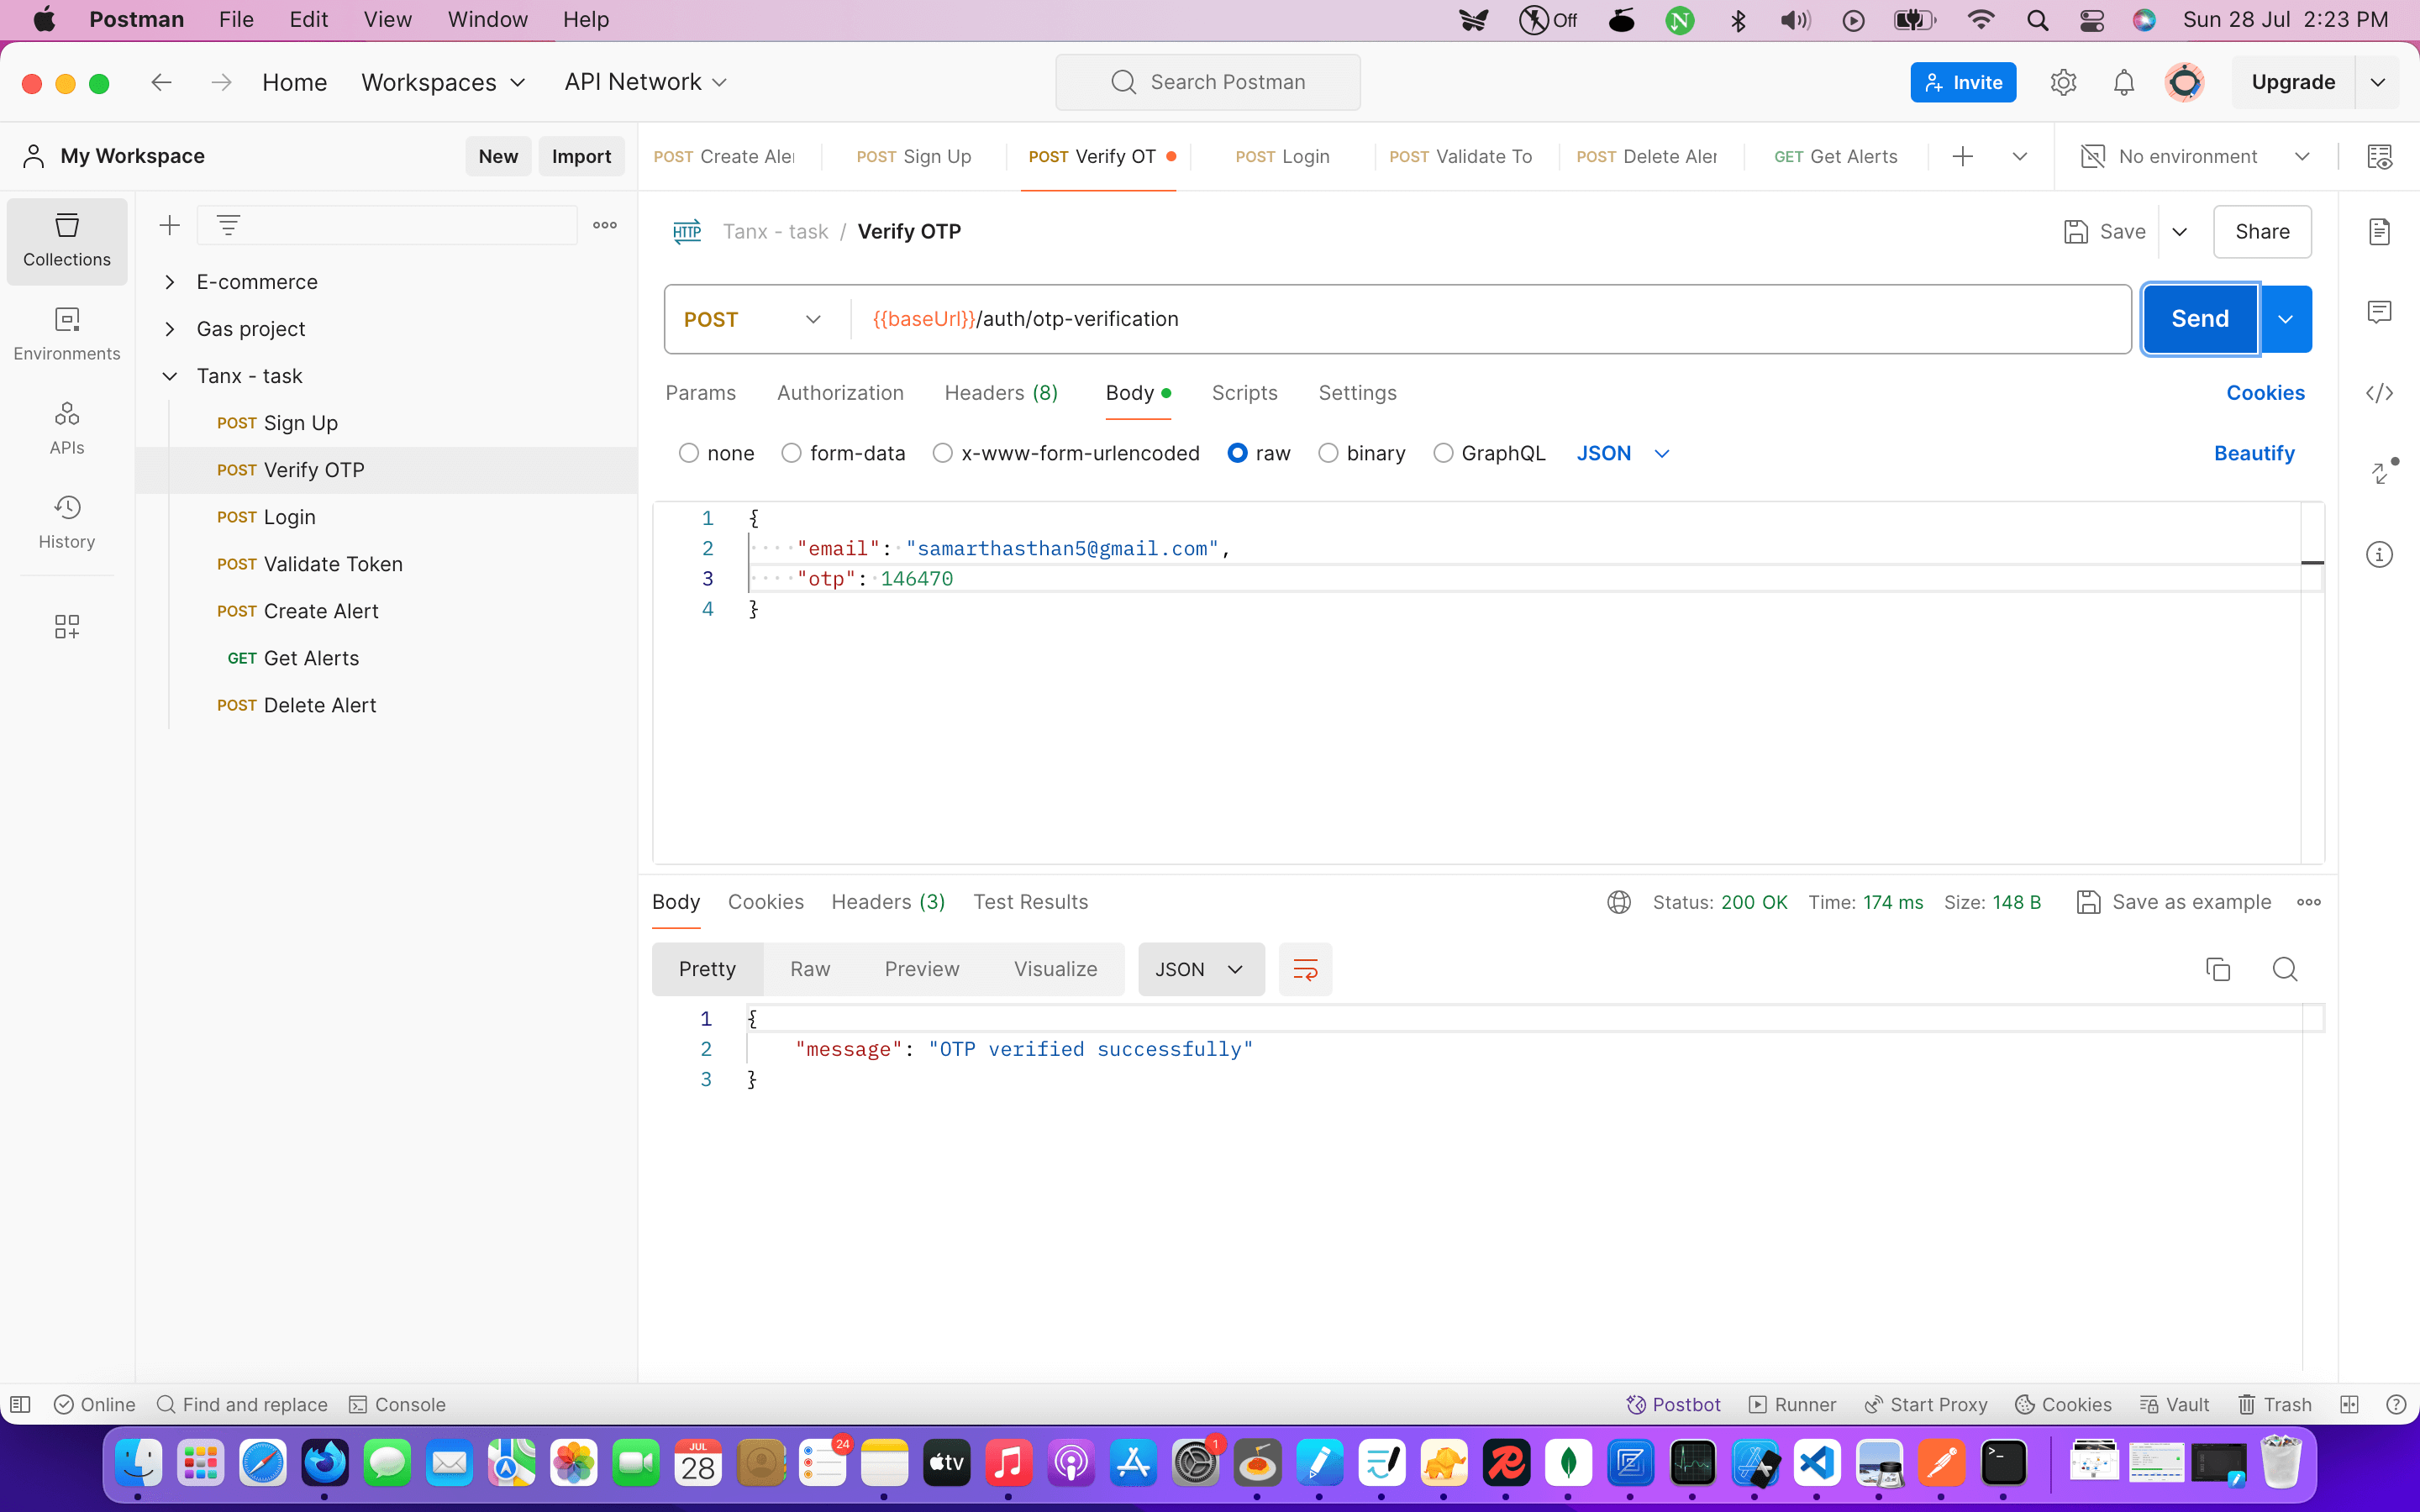 Postman File Edit View Window Help
Off N Sun 28 Jul 2:23 PM
Home Workspaces API Network Search Postman Invite Upgrade
My Workspace New Import
POST Create Aler POST Sign Up POST Verify OT POST Login POST Validate To POST Delete Aler GET Get Alerts No environment
Collections
Environments
APIs
History
E-commerce
Gas project
Tanx - task
POST Sign Up
POST Verify OTP
POST Login
POST Validate Token
POST Create Alert
GET Get Alerts
POST Delete Alert
HTTP Tanx - task / Verify OTP Save Share
POST {{baseUrl}}/auth/otp-verification Send
Params Authorization Headers (8) Body Scripts Settings Cookies
none form-data x-www-form-urlencoded raw binary GraphQL JSON Beautify
1 {
2 "email": "samarthasthan5@gmail.com",
3 "otp": 146470
4 }
Body Cookies Headers (3) Test Results Status: 200 OK Time: 174 ms Size: 148 B Save as example
Pretty Raw Preview Visualize JSON
1 {
2 "message": "OTP verified successfully"
3 }
Online Find and replace Console Postbot Runner Start Proxy Cookies Vault Trash
JUL 28 24 tv 1